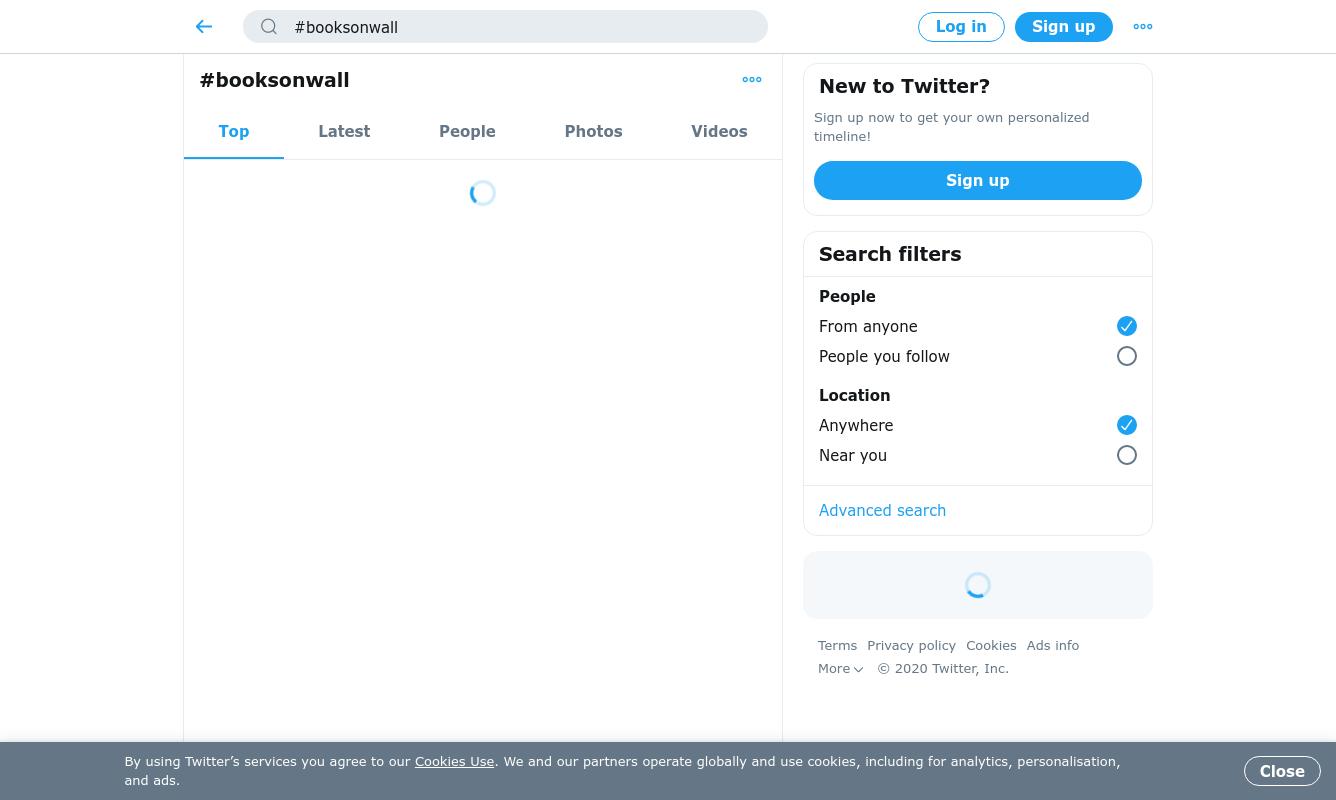 #booksonwall
Log in
Sign up
#booksonwall
Top
Latest
People
Photos
Videos
New to Twitter?
Sign up now to get your own personalized
timeline!
Sign up
Search filters
People
From anyone
People you follow
Location
Anywhere
Near you
Advanced search
Terms Privacy policy Cookies Ads info
More © 2020 Twitter, Inc.
By using Twitter’s services you agree to our Cookies Use. We and our partners operate globally and use cookies, including for analytics, personalisation,
and ads.
Close